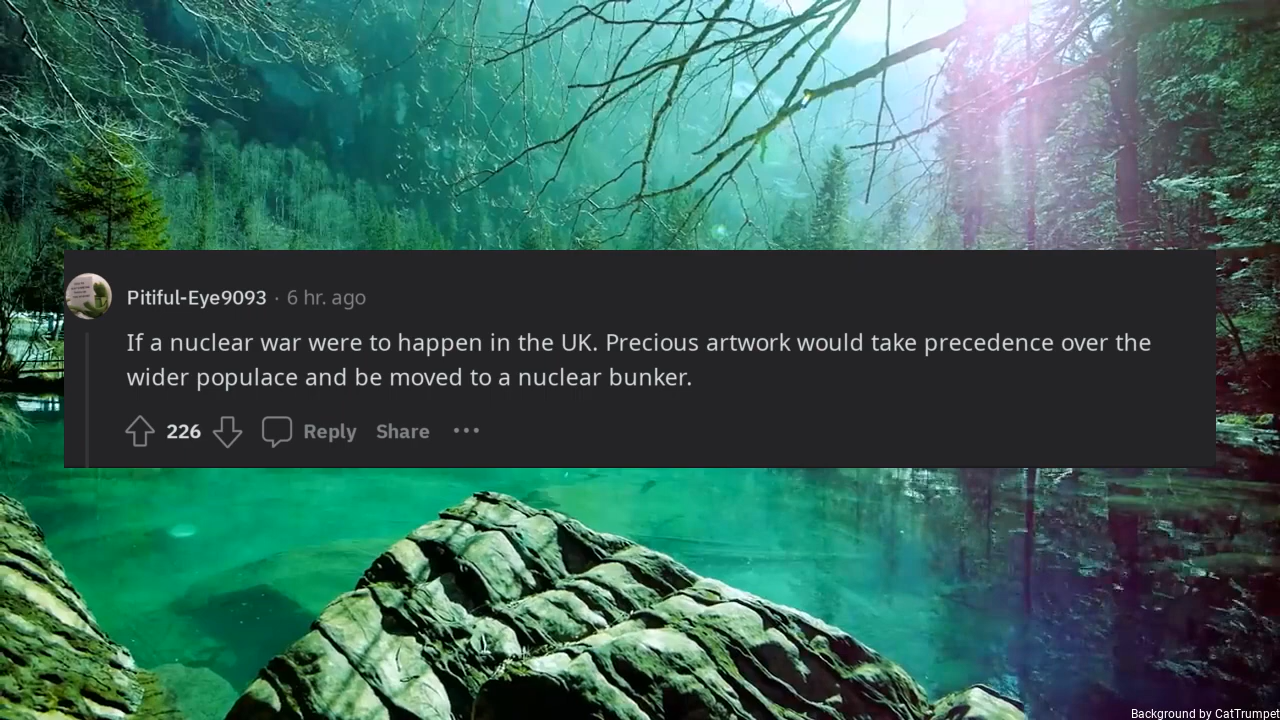 Pitiful-Eye9093 · 6 hr. ago
If a nuclear war were to happen in the UK. Precious artwork would take precedence over the
wider populace and be moved to a nuclear bunker.
226 Reply Share •••
Background by CatTrumpet